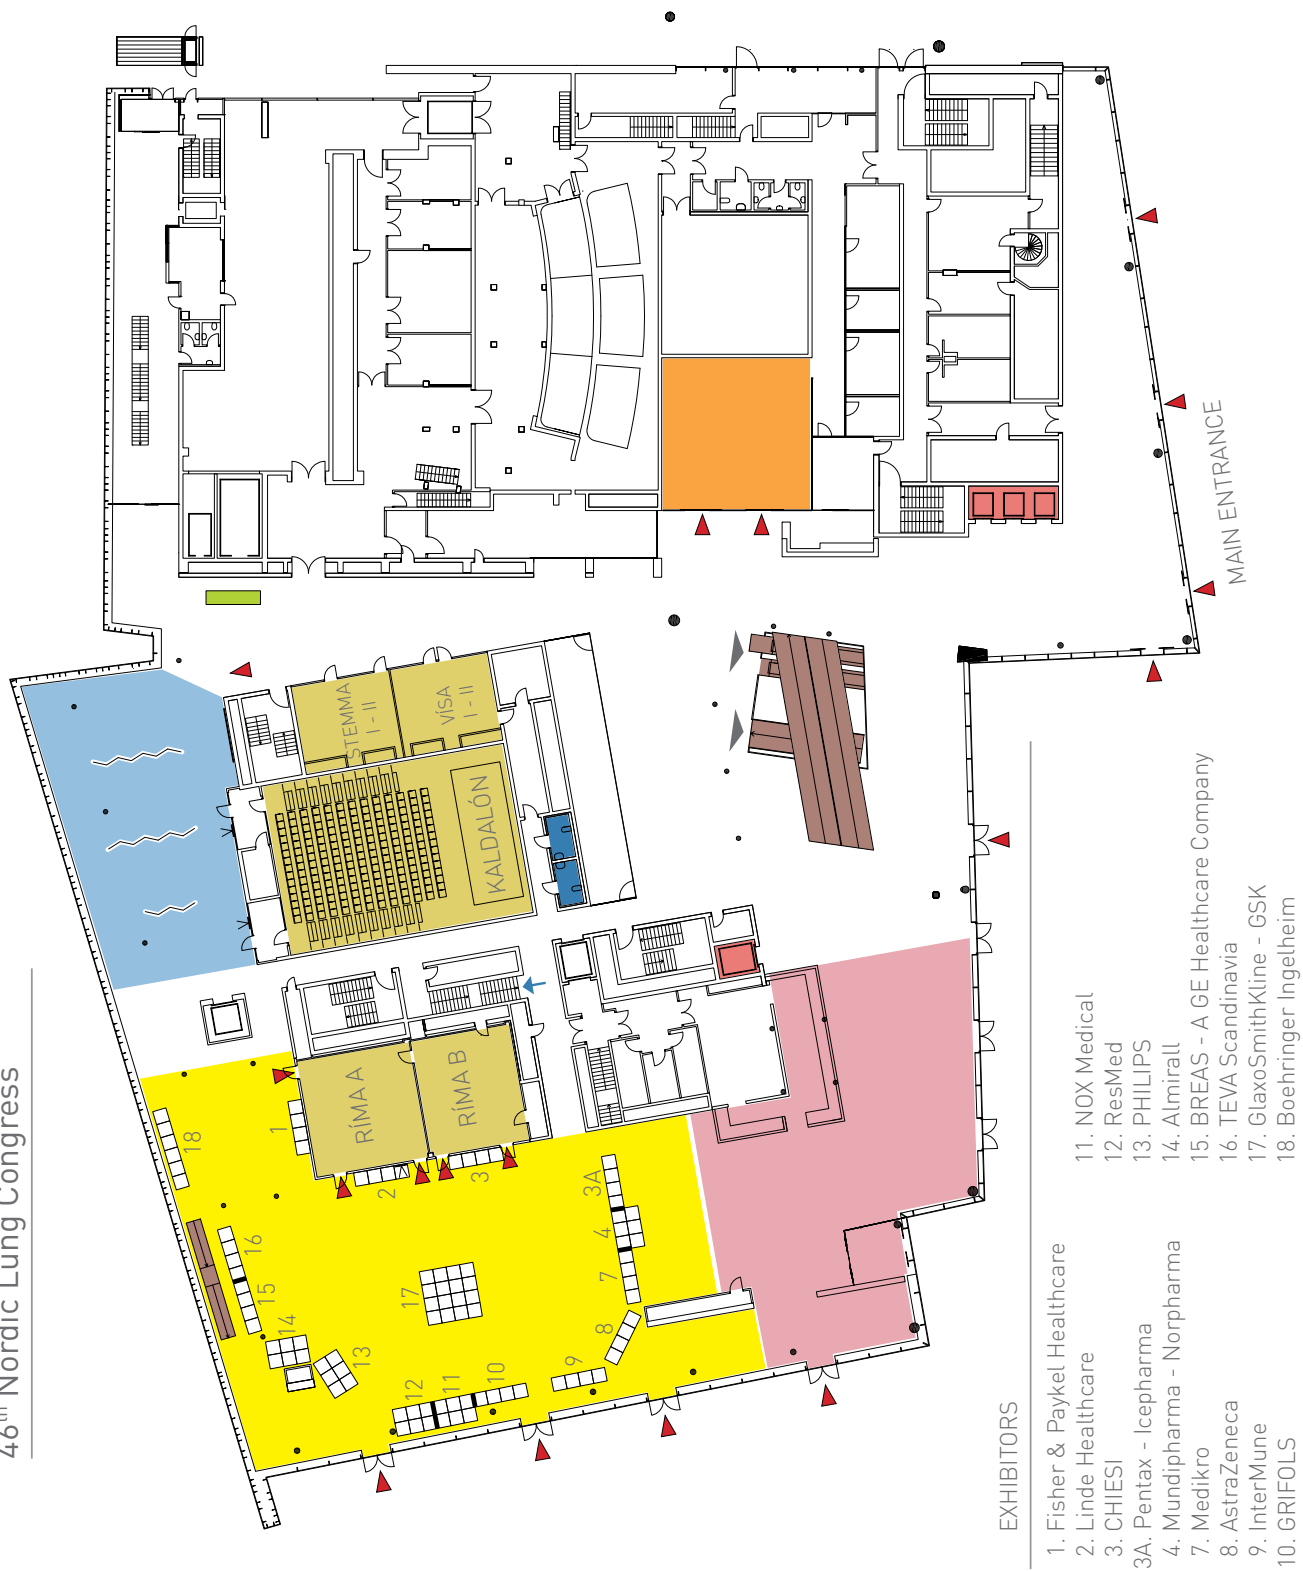 46th Nordic Lung Congress
STEMMA
I - II
VÍSA
I - II
KALDALÓN
RÍMA A
RÍMA B
MAIN ENTRANCE
18
1
2
3
3A
4
7
8
9
10
11
12
13
14
15
16
17
EXHIBITORS
1. Fisher & Paykel Healthcare
2. Linde Healthcare
3. CHIESI
3A. Pentax - Icepharma
4. Mundipharma - Norpharma
7. Medikro
8. AstraZeneca
9. InterMune
10. GRIFOLS
11. NOX Medical
12. ResMed
13. PHILIPS
14. Almirall
15. BREAS - A GE Healthcare Company
16. TEVA Scandinavia
17. GlaxoSmithKline - GSK
18. Boehringer Ingelheim